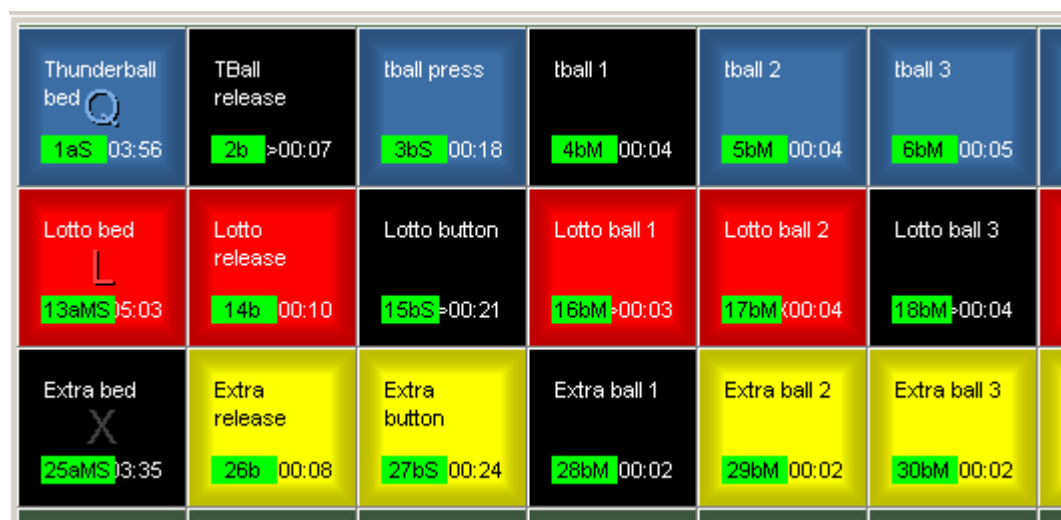 Thunderball bed
Q
1aS 03:56
TBall release
2b >00:07
tball press
3bS 00:18
tball 1
4bM 00:04
tball 2
5bM 00:04
tball 3
6bM 00:05
Lotto bed
L
13aMS 05:03
Lotto release
14b 00:10
Lotto button
15bS >00:21
Lotto ball 1
16bM >00:03
Lotto ball 2
17bM 00:04
Lotto ball 3
18bM >00:04
Extra bed
X
25aMS 03:35
Extra release
26b 00:08
Extra button
27bS 00:24
Extra ball 1
28bM 00:02
Extra ball 2
29bM 00:02
Extra ball 3
30bM 00:02